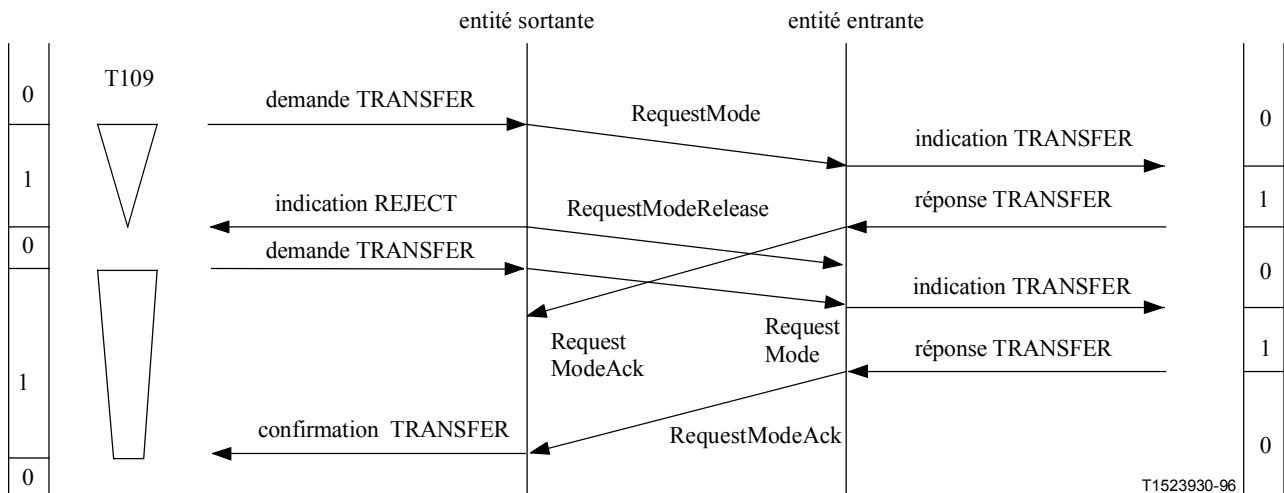 entité sortante
entité entrante
T109
0
demande TRANSFER
RequestMode
0
indication TRANSFER
1
indication REJECT
RequestModeRelease
réponse TRANSFER
1
0
demande TRANSFER
0
indication TRANSFER
Request
ModeAck
Request
Mode
réponse TRANSFER
1
1
confirmation TRANSFER
RequestModeAck
0
0
T1523930-96